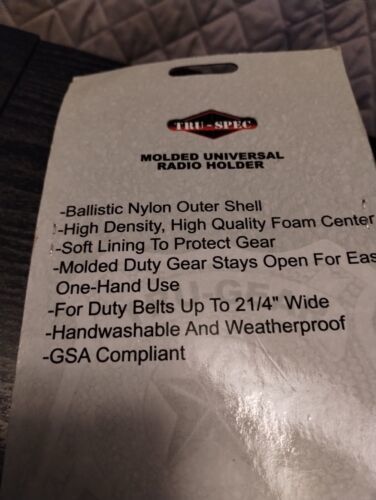 TRU-SPEC
MOLDED UNIVERSAL
RADIO HOLDER
-Ballistic Nylon Outer Shell
-High Density, High Quality Foam Center
-Soft Lining To Protect Gear
-Molded Duty Gear Stays Open For Eas
One-Hand Use
-For Duty Belts Up To 21/4" Wide
-Handwashable And Weatherproof
-GSA Compliant